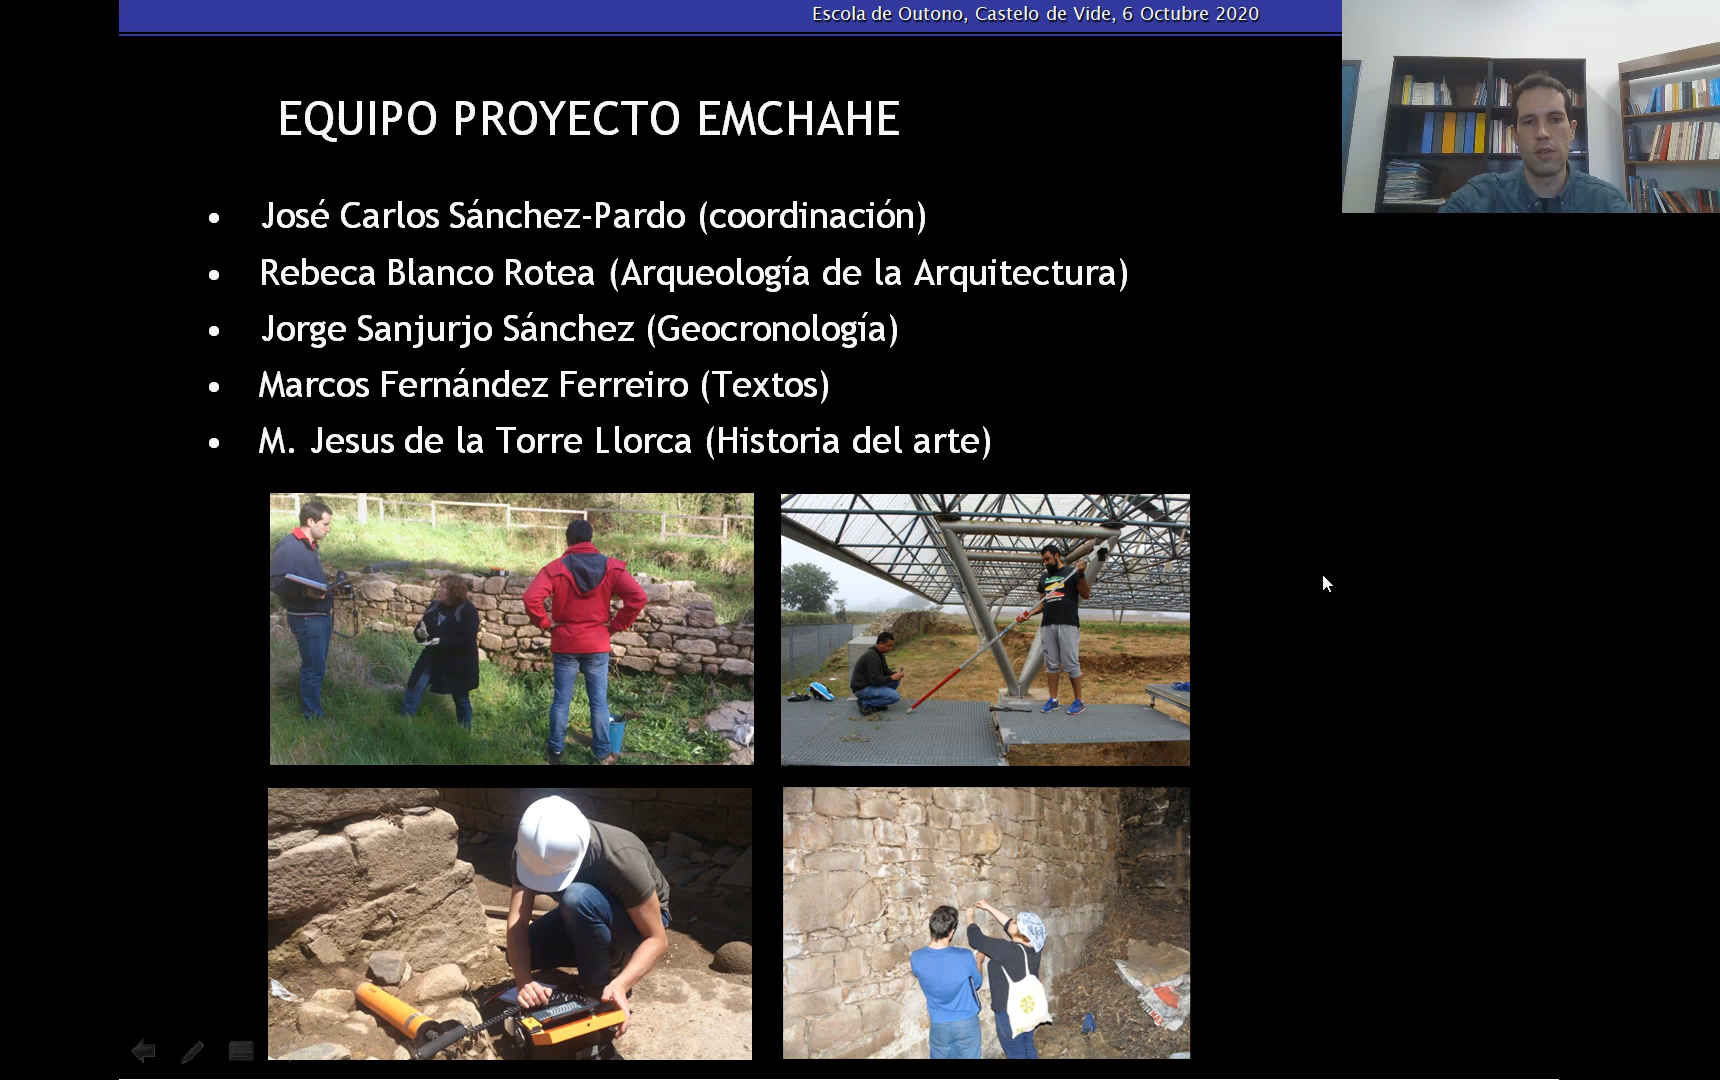 Escola de Outono, Castelo de Vide, 6 Octubre 2020
EQUIPO PROYECTO EMCHAHE
• José Carlos Sánchez-Pardo (coordinación)
• Rebeca Blanco Rotea (Arqueología de la Arquitectura)
• Jorge Sanjurjo Sánchez (Geocronología)
• Marcos Fernández Ferreiro (Textos)
• M. Jesus de la Torre Llorca (Historia del arte)